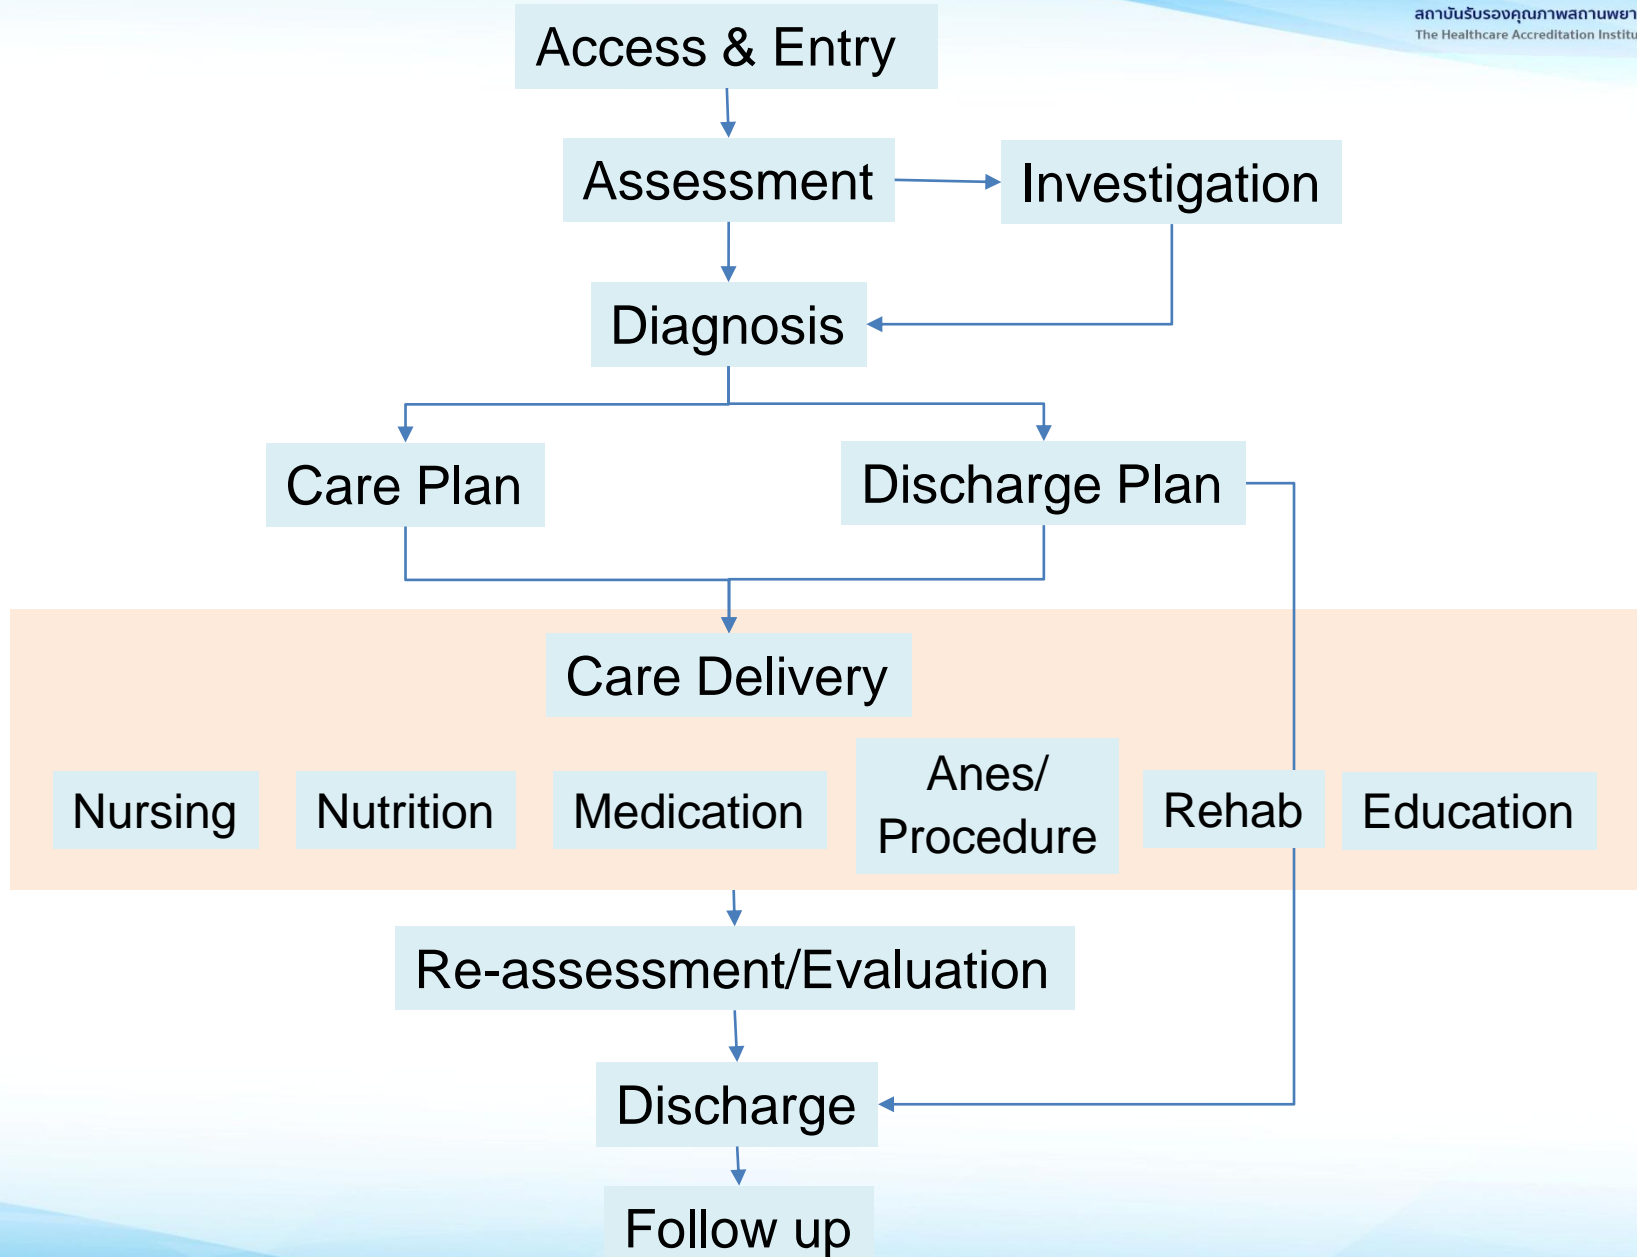 สถาบันรับรองคุณภาพสถานพยา
The Healthcare Accreditation Institu
Access & Entry
Assessment
Investigation
Diagnosis
Care Plan
Discharge Plan
Care Delivery
Nursing
Nutrition
Medication
Anes/
Procedure
Rehab
Education
Re-assessment/Evaluation
Discharge
Follow up